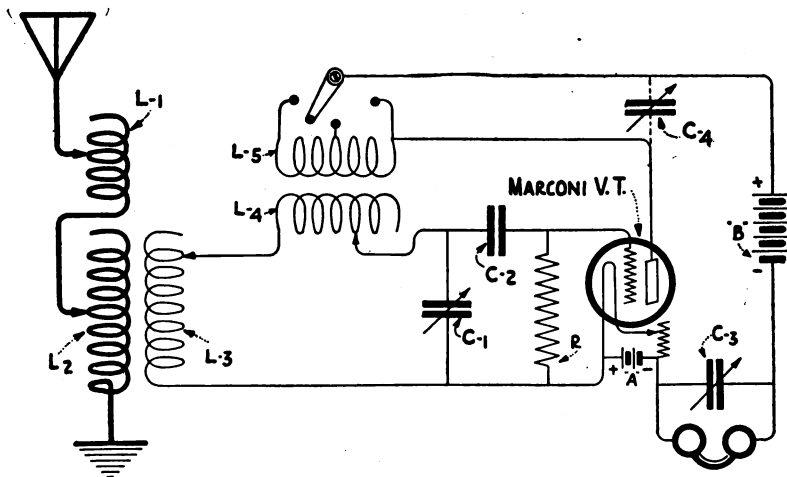 L-1
L-5
C-4
MARCONI V.T.
L-4
+
"B"
-
C-2
C-1
R
C-3
L2
L-3
+
"A"
-